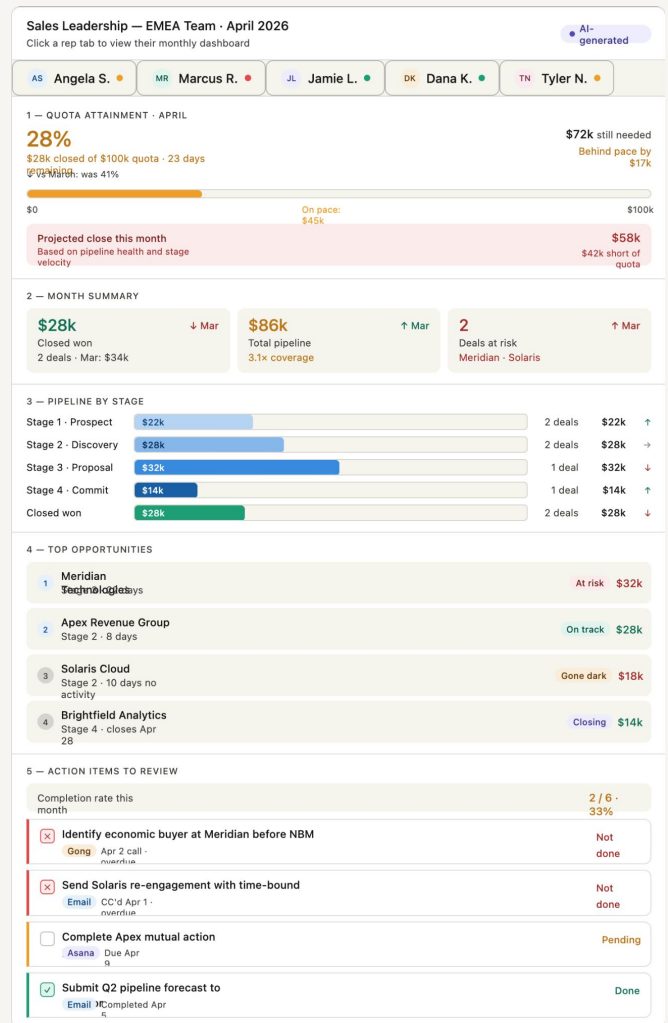 Sales Leadership — EMEA Team · April 2026
Click a rep tab to view their monthly dashboard
AI-
generated
AS Angela S.
MR Marcus R.
JL Jamie L.
DK Dana K.
TN Tyler N.
1 — QUOTA ATTAINMENT · APRIL
28%
$28k closed of $100k quota · 23 days
remaining
↓ vs March: was 41%
$72k still needed
Behind pace by
$17k
$0
On pace:
$45k
$100k
Projected close this month
Based on pipeline health and stage
velocity
$58k
$42k short of
quota
2 — MONTH SUMMARY
$28k ↓ Mar
Closed won
2 deals · Mar: $34k
$86k ↑ Mar
Total pipeline
3.1× coverage
2 ↑ Mar
Deals at risk
Meridian · Solaris
3 — PIPELINE BY STAGE
Stage 1 · Prospect $22k 2 deals $22k ↑
Stage 2 · Discovery $28k 2 deals $28k →
Stage 3 · Proposal $32k 1 deal $32k ↓
Stage 4 · Commit $14k 1 deal $14k ↑
Closed won $28k 2 deals $28k ↓
4 — TOP OPPORTUNITIES
1 Meridian
Technologies
At risk $32k
2 Apex Revenue Group
Stage 2 · 8 days
On track $28k
3 Solaris Cloud
Stage 2 · 10 days no
activity
Gone dark $18k
4 Brightfield Analytics
Stage 4 · closes Apr
28
Closing $14k
5 — ACTION ITEMS TO REVIEW
Completion rate this
month
2 / 6 ·
33%
Identify economic buyer at Meridian before NBM
Gong Apr 2 call ·
overdue
Not
done
Send Solaris re-engagement with time-bound
Email CC'd Apr 1 ·
overdue
Not
done
Complete Apex mutual action
Asana Due Apr
9
Pending
Submit Q2 pipeline forecast to
Email Completed Apr
5
Done